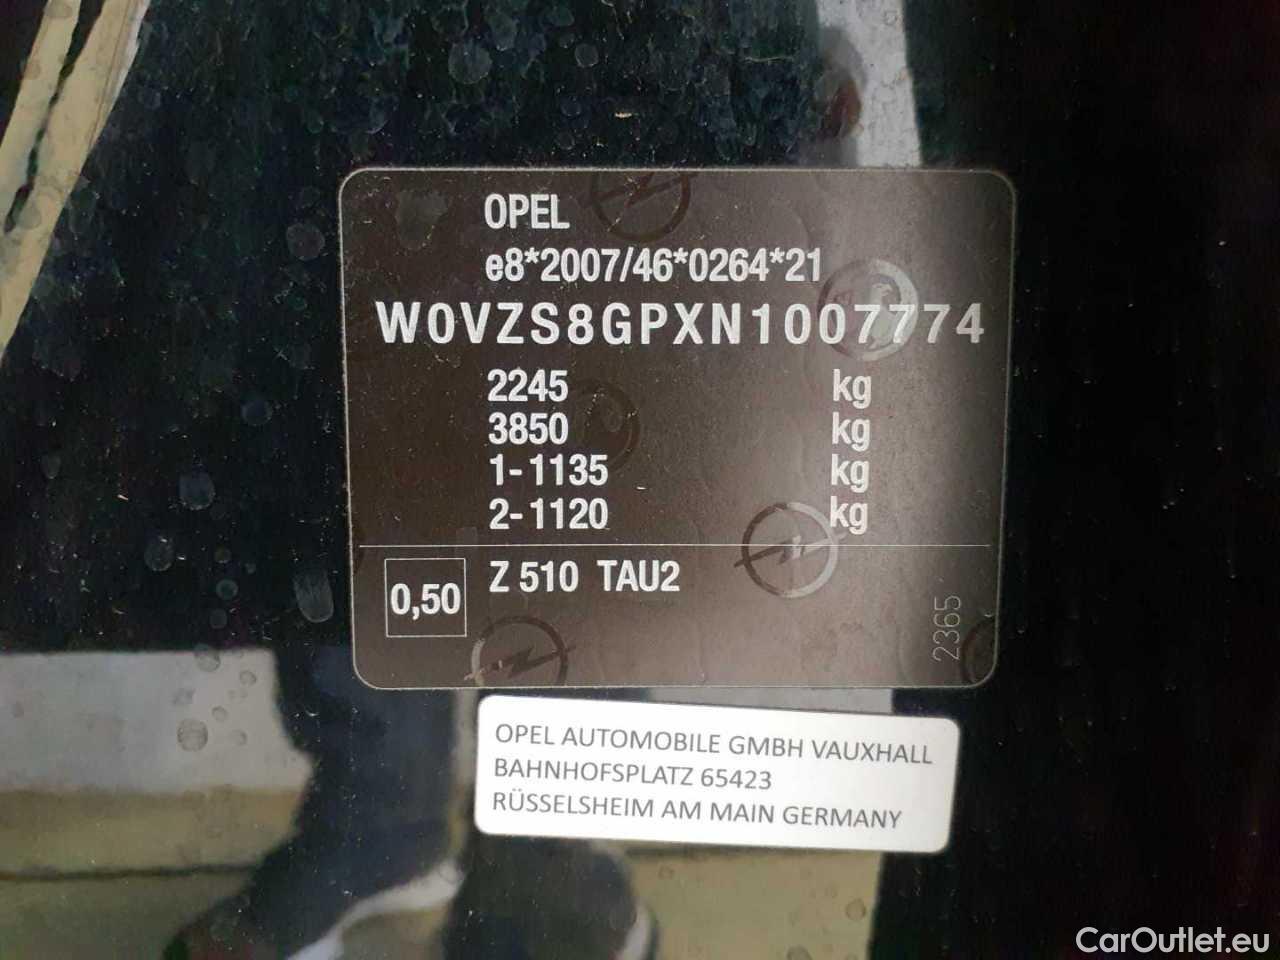 OPEL
e8*2007/46*0264*21
W0VZS8GPXN1007774
2245 kg
3850 kg
1-1135 kg
2-1120 kg
0,50
Z 510 TAU2
2365
OPEL AUTOMOBILE GMBH VAUXHALL
BAHNHOFSPLATZ 65423
RÜSSELSHEIM AM MAIN GERMANY
CarOutlet.eu